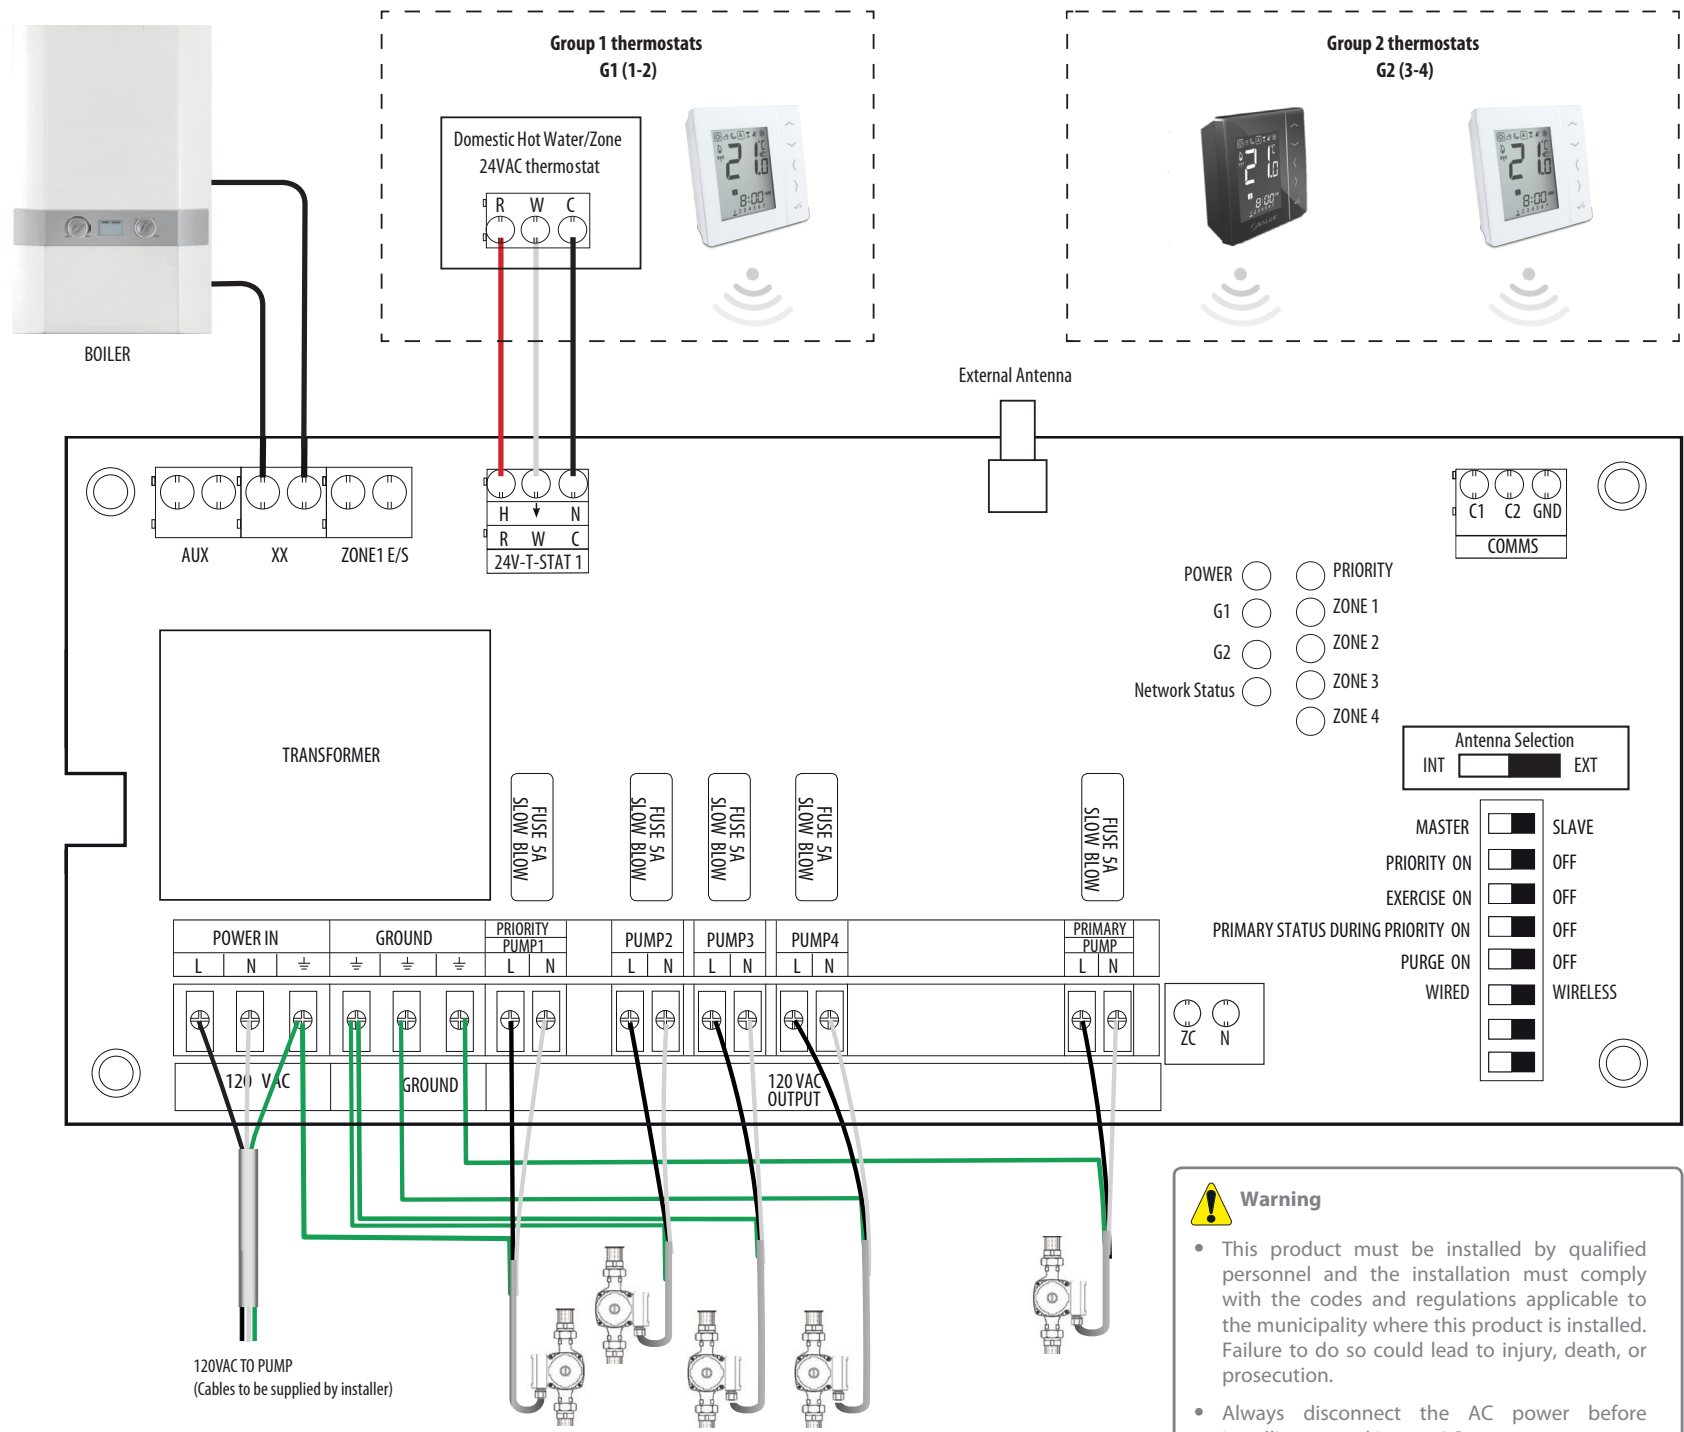 Group 1 thermostats
G1 (1-2)
Group 2 thermostats
G2 (3-4)
Domestic Hot Water/Zone
24VAC thermostat
R W C
BOILER
External Antenna
AUX XX ZONE1 E/S
H N
R W C
24V-T-STAT 1
C1 C2 GND
COMMS
POWER PRIORITY
G1 ZONE 1
G2 ZONE 2
Network Status ZONE 3
ZONE 4
TRANSFORMER
Antenna Selection
INT EXT
FUSE 5A
SLOW BLOW
FUSE 5A
SLOW BLOW
FUSE 5A
SLOW BLOW
FUSE 5A
SLOW BLOW
FUSE 5A
SLOW BLOW
MASTER SLAVE
PRIORITY ON OFF
EXERCISE ON OFF
PRIMARY STATUS DURING PRIORITY ON OFF
PURGE ON OFF
WIRED WIRELESS
POWER IN GROUND PRIORITY
PUMP1 PUMP2 PUMP3 PUMP4 PRIMARY
PUMP
L N L N L N L N L N L N
ZC N
120 VAC GROUND 120 VAC
OUTPUT
120VAC TO PUMP
(Cables to be supplied by installer)
Warning
• This product must be installed by qualified
personnel and the installation must comply
with the codes and regulations applicable to
the municipality where this product is installed.
Failure to do so could lead to injury, death, or
prosecution.
• Always disconnect the AC power before